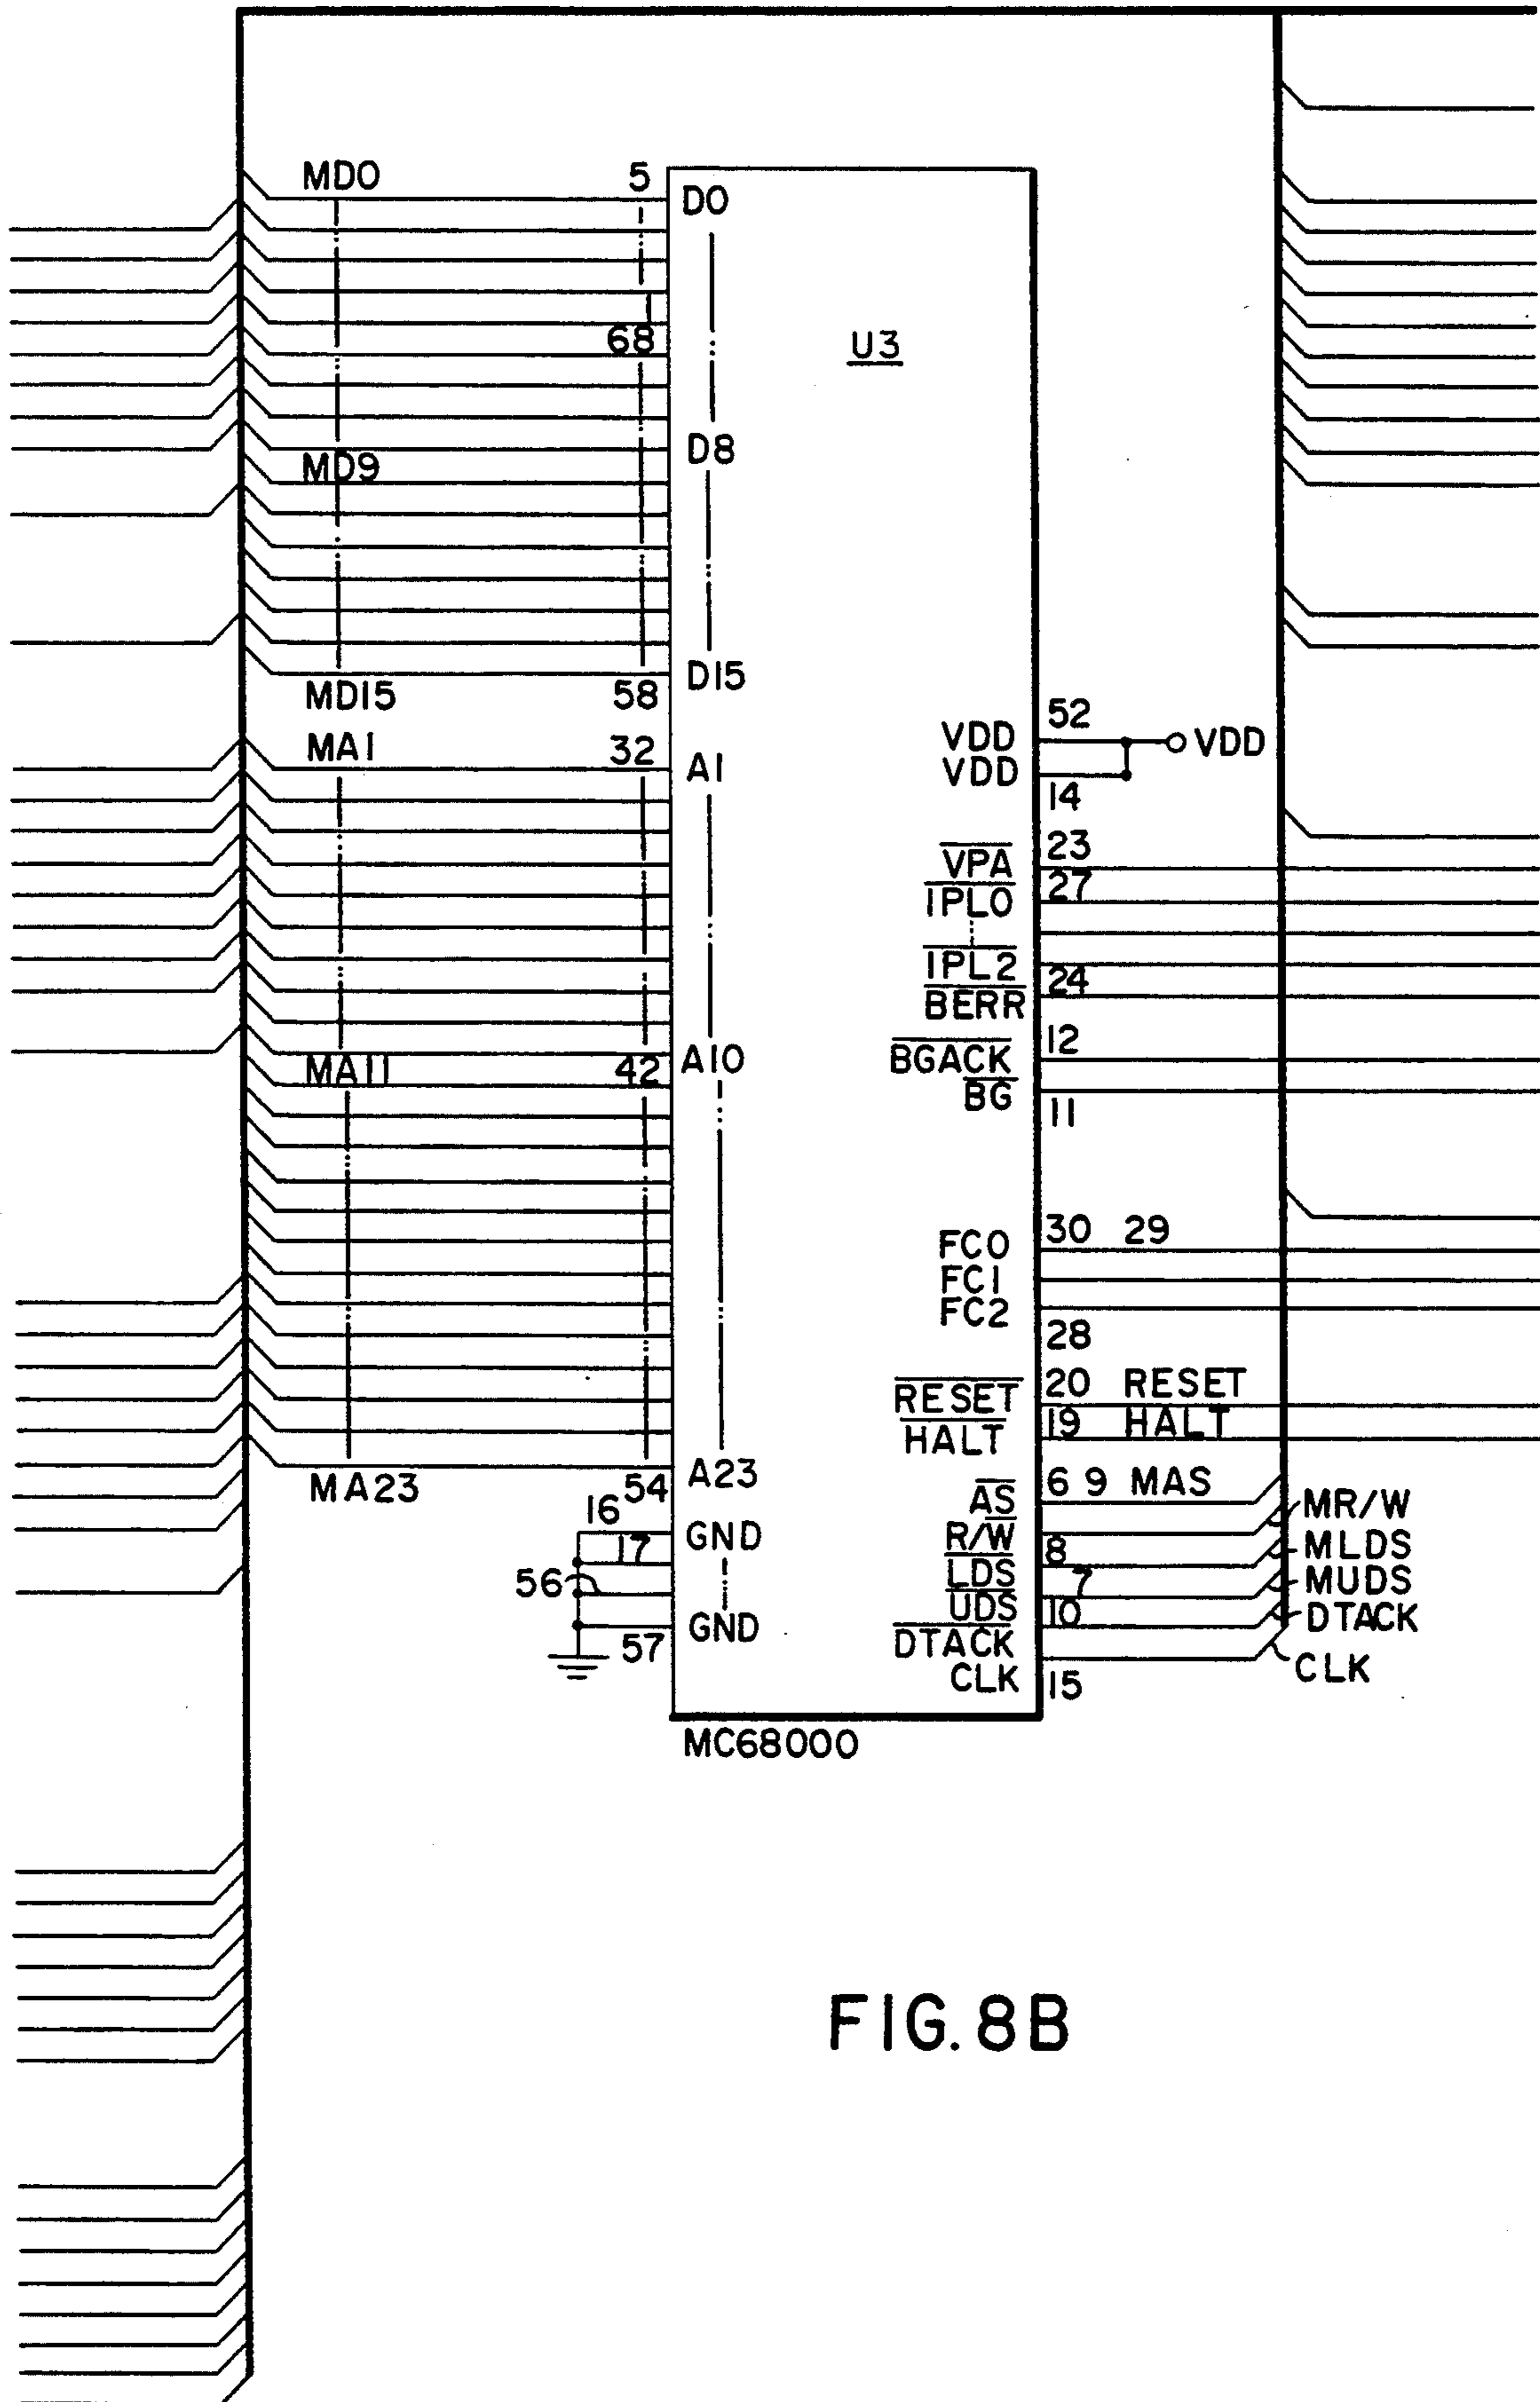 MD0 5 D0
1
68
U3
D8
MD9
D15
MD15 58
MA1 32 A1
52
VDD VDD
VDD
14
VPA 23
IPL0 27
IPL2
BERR 24
BGACK 12
BG
11
MA11 42 A10
FC0 30 29
FC1
FC2
28
RESET 20 RESET
HALT 19 HALT
MA23 54 A23
AS 6 9 MAS
16 GND R/W MR/W
17 LDS 8 MLDS
56 UDS 7 MUDS
GND DTACK 10 DTACK
57 CLK 15 CLK
MC68000
FIG. 8B